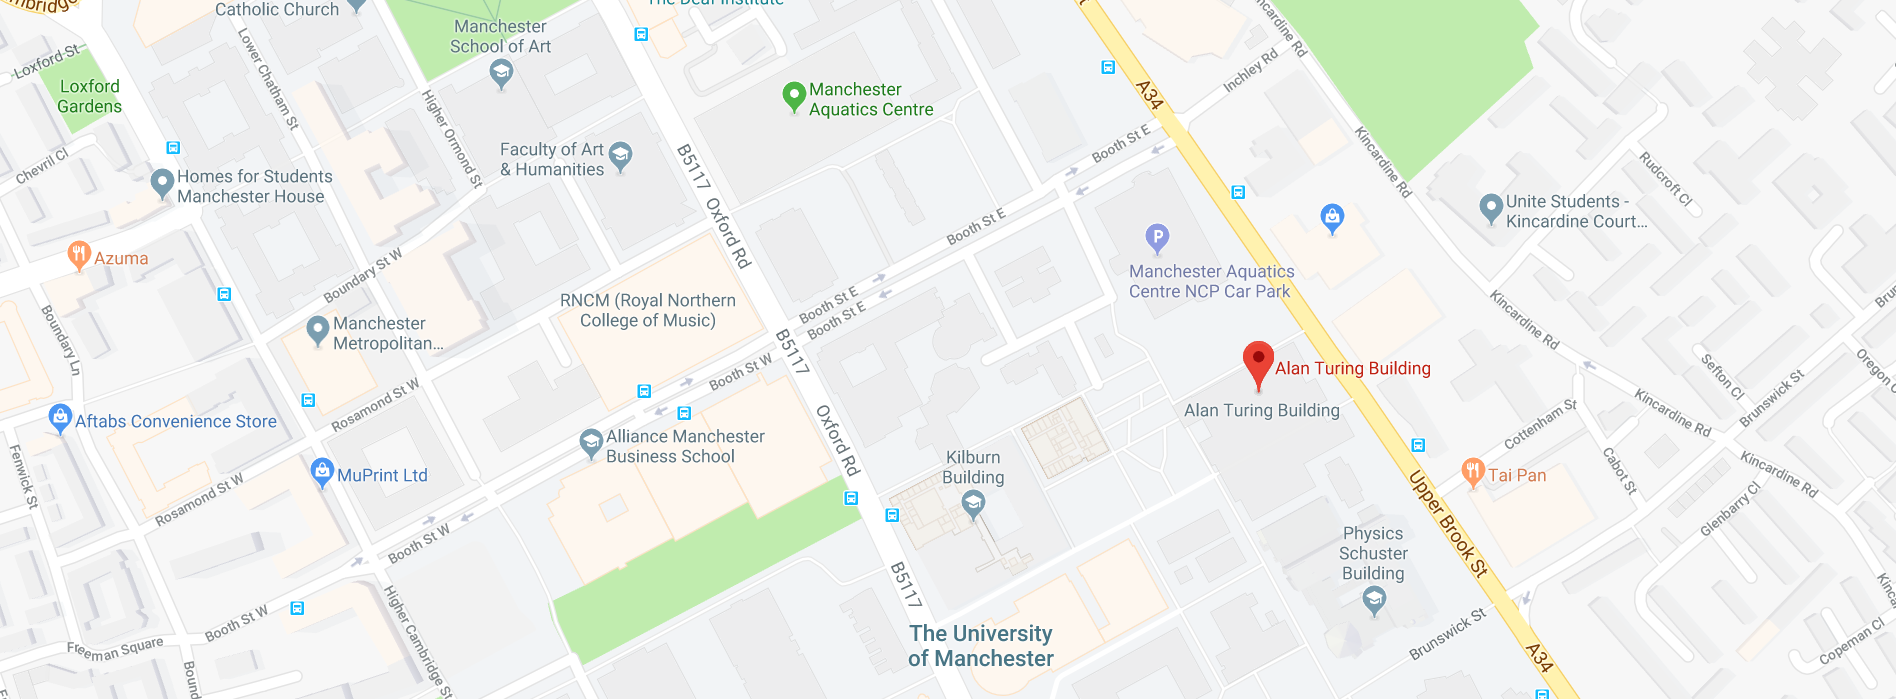 Catholic Church
Manchester
School of Art
The Deaf Institute
Loxford St
Loxford
Gardens
Lower Chatham St
Higher Ormond St
Manchester
Aquatics Centre
A34
Inchley Rd
Kincardine Rd
Kincardine Rd
Booth St E
Chevril Cl
Homes for Students
Manchester House
Faculty of Art
& Humanities
B5117
Oxford Rd
Rudcroft Cl
Unite Students -
Kincardine Court...
Booth St E
Azuma
Boundary St W
Manchester Aquatics
Centre NCP Car Park
RNCM (Royal Northern
College of Music)
Booth St E
Booth St E
Kincardine Rd
Boundary Ln
Manchester
Metropolitan...
B5117
Booth St W
Alan Turing Building
Alan Turing Building
Sefton Cl
Oregon C
Brunswick St
Kincardine Rd
Rosamond St W
Aftabs Convenience Store
Oxford Rd
Alliance Manchester
Business School
Cottenham St
Cabot St
Kincardine Rd
Kilburn
Building
MuPrint Ltd
Tai Pan
Fenwick St
Rosamond St W
Upper Brook St
Glenbarry Cl
Physics
Schuster
Building
Booth St W
B5117
Higher Cambridge St
Booth St W
Freeman Square
The University
of Manchester
Brunswick St
A34
Copeman Cl